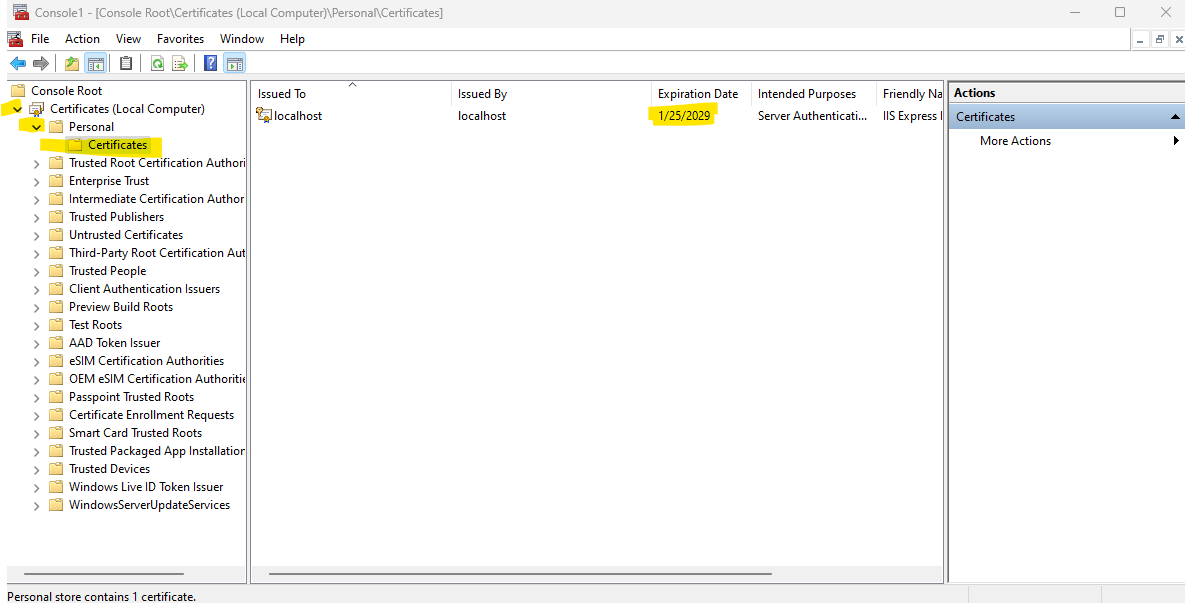 Console1 - [Console Root\Certificates (Local Computer)\Personal\Certificates]
File Action View Favorites Window Help
Console Root
Certificates (Local Computer)
Personal
Certificates
Trusted Root Certification Authori
Enterprise Trust
Intermediate Certification Author
Trusted Publishers
Untrusted Certificates
Third-Party Root Certification Aut
Trusted People
Client Authentication Issuers
Preview Build Roots
Test Roots
AAD Token Issuer
eSIM Certification Authorities
OEM eSIM Certification Authoritie
Passpoint Trusted Roots
Certificate Enrollment Requests
Smart Card Trusted Roots
Trusted Packaged App Installation
Trusted Devices
Windows Live ID Token Issuer
WindowsServerUpdateServices
Issued To Issued By Expiration Date Intended Purposes Friendly Na
localhost localhost 1/25/2029 Server Authenticati... IIS Express
Actions
Certificates
More Actions
Personal store contains 1 certificate.